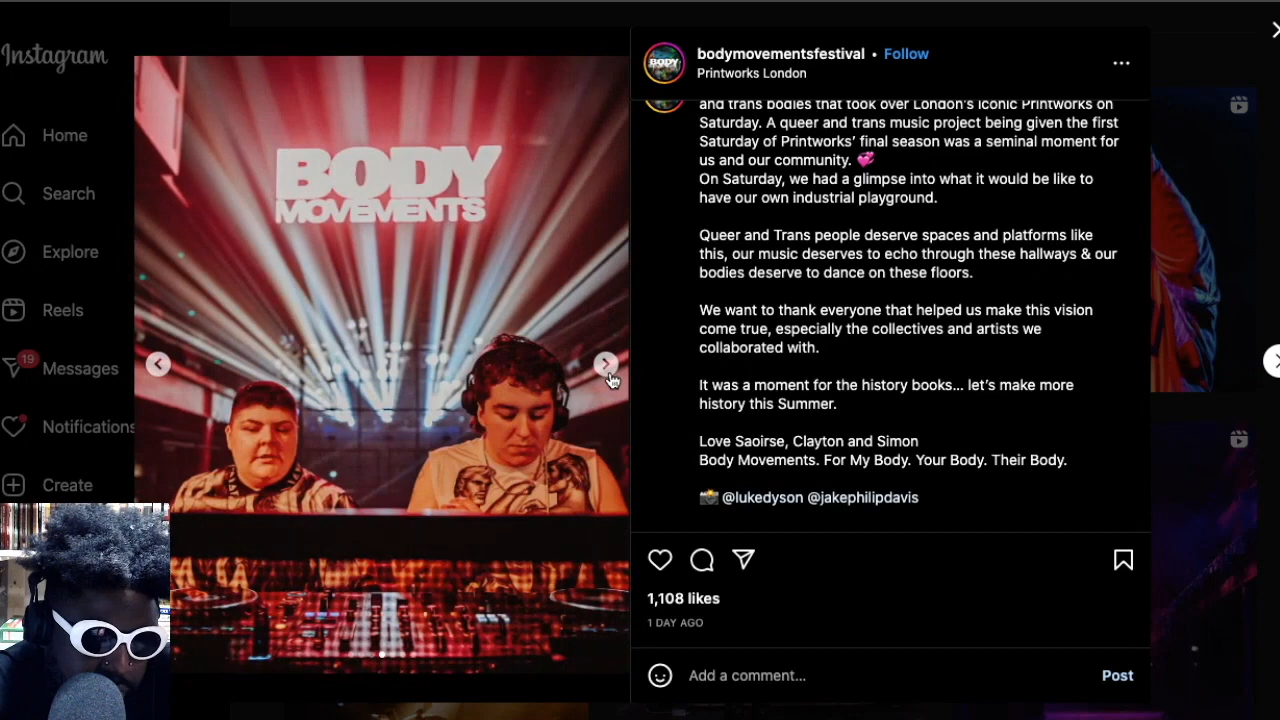 Instagram
Home
Search
Explore
Reels
19
Messages
Notifications
Create
BODY
MOVEMENTS
BODY
bodymovementsfestival • Follow
Printworks London
and trans bodies that took over London's iconic Printworks on
Saturday. A queer and trans music project being given the first
Saturday of Printworks' final season was a seminal moment for
us and our community. 💞
On Saturday, we had a glimpse into what it would be like to
have our own industrial playground.
Queer and Trans people deserve spaces and platforms like
this, our music deserves to echo through these hallways & our
bodies deserve to dance on these floors.
We want to thank everyone that helped us make this vision
come true, especially the collectives and artists we
collaborated with.
It was a moment for the history books... let's make more
history this Summer.
Love Saoirse, Clayton and Simon
Body Movements. For My Body. Your Body. Their Body.
📸 @lukedyson @jakephilipdavis
1,108 likes
1 DAY AGO
Add a comment...
Post